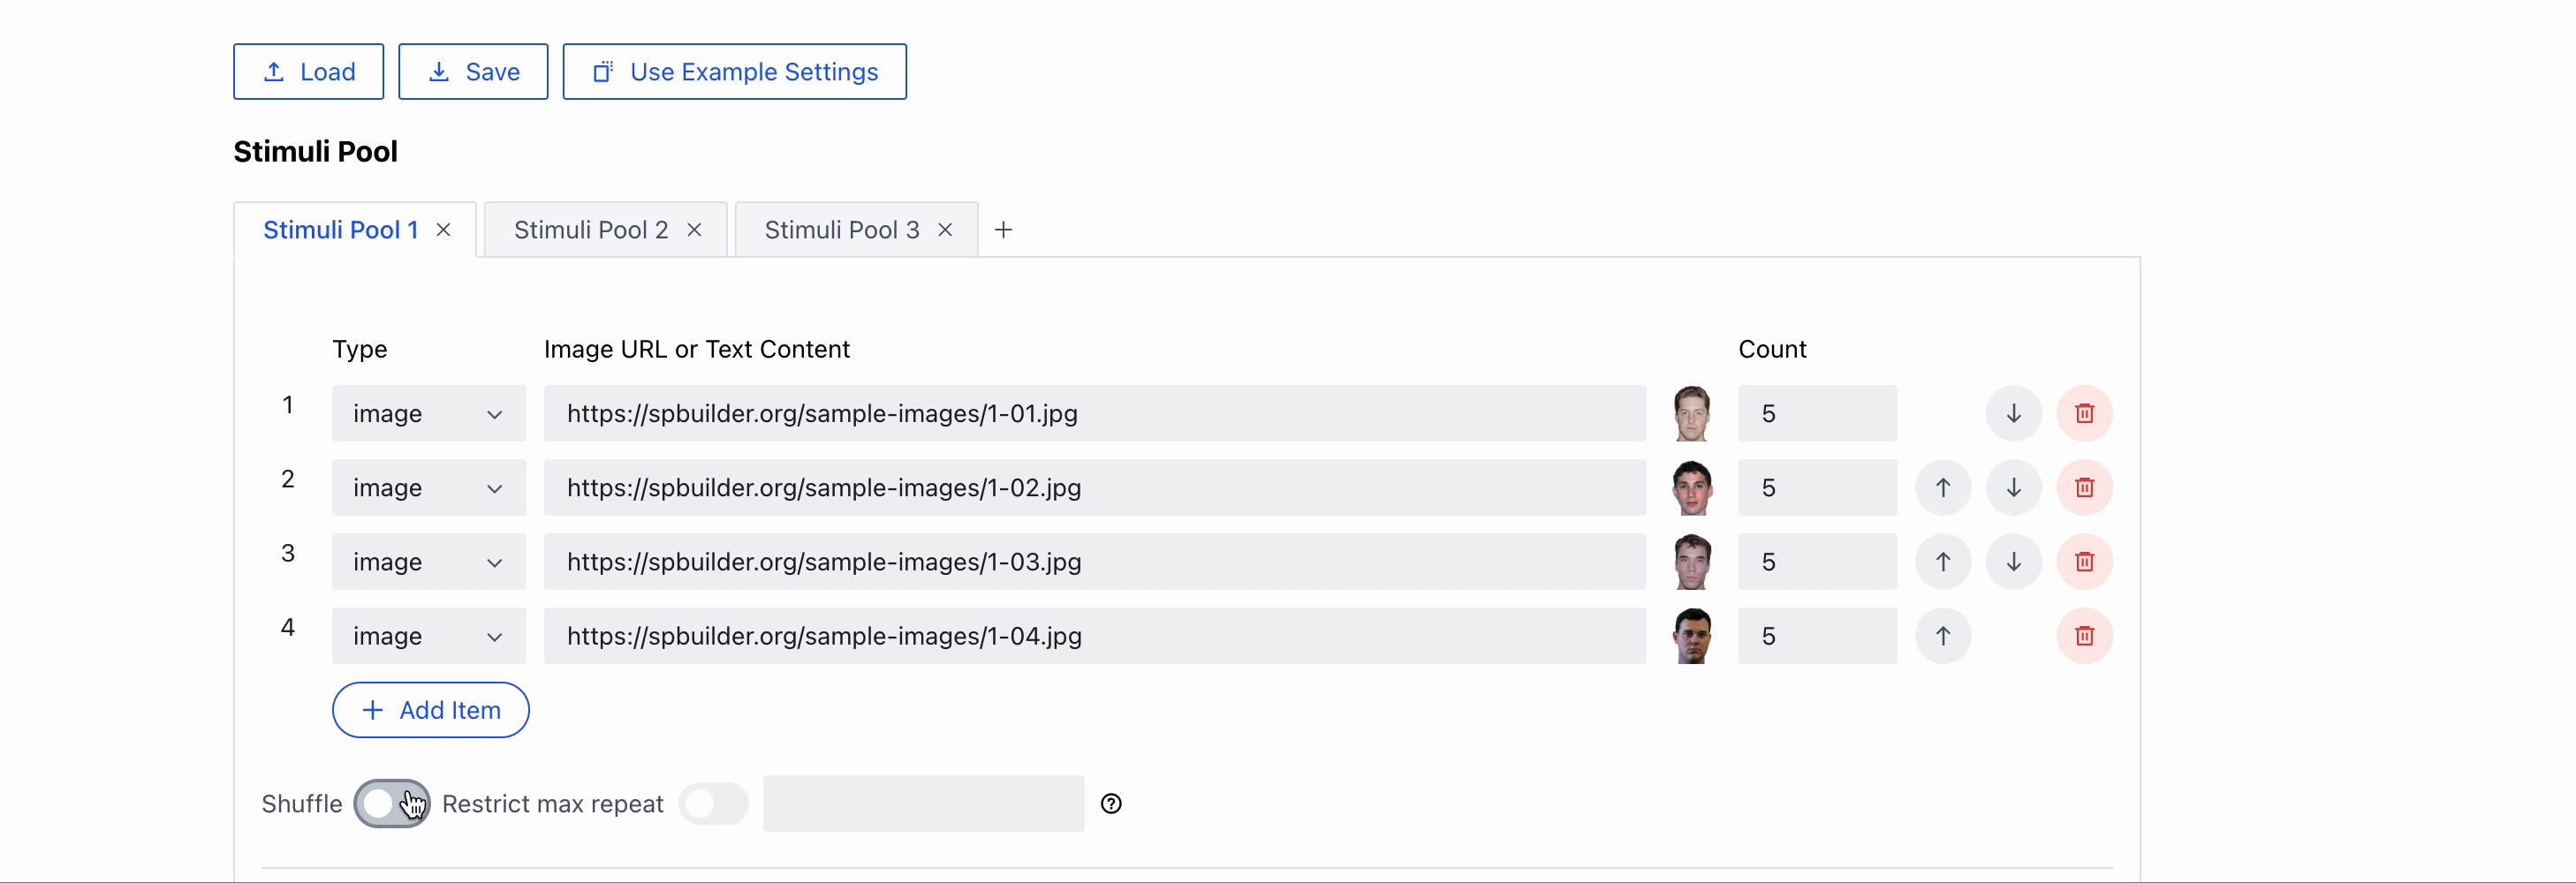 Load Save Use Example Settings
Stimuli Pool
Stimuli Pool 1 Stimuli Pool 2 Stimuli Pool 3
Type Image URL or Text Content Count
1 image https://spbuilder.org/sample-images/1-01.jpg 5
2 image https://spbuilder.org/sample-images/1-02.jpg 5
3 image https://spbuilder.org/sample-images/1-03.jpg 5
4 image https://spbuilder.org/sample-images/1-04.jpg 5
+ Add Item
Shuffle Restrict max repeat